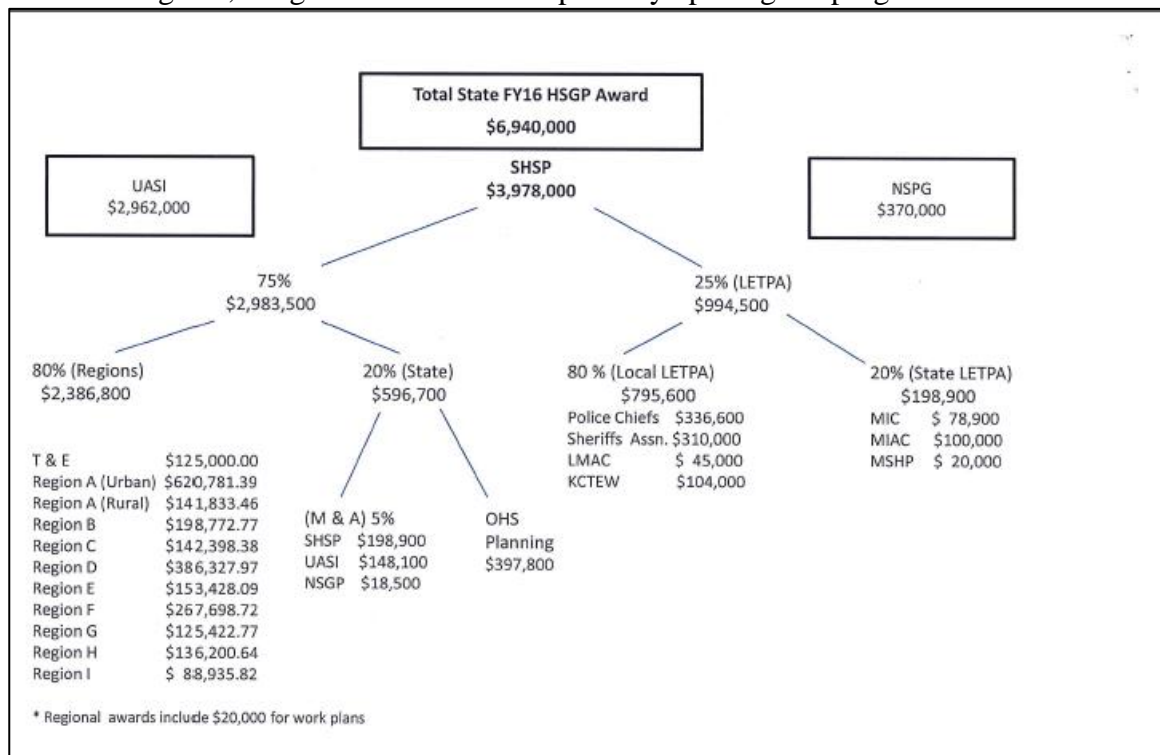 Total State FY16 HSGP Award
$6,940,000
SHSP
$3,978,000
UASI
$2,962,000
NSPG
$370,000
75%
$2,983,500
25% (LETPA)
$994,500
80% (Regions)
$2,386,800
20% (State)
$596,700
80 % (Local LETPA)
$795,600
Police Chiefs $336,600
Sheriffs Assn. $310,000
LMAC $ 45,000
KCTEW $104,000
20% (State LETPA)
$198,900
MIC $ 78,900
MIAC $100,000
MSHP $ 20,000
T & E $125,000.00
Region A (Urban) $620,781.39
Region A (Rural) $141,833.46
Region B $198,772.77
Region C $142,398.38
Region D $386,327.97
Region E $153,428.09
Region F $267,698.72
Region G $125,422.77
Region H $136,200.64
Region I $ 88,935.82
(M & A) 5%
SHSP $198,900
UASI $148,100
NSGP $18,500
OHS
Planning
$397,800
* Regional awards include $20,000 for work plans